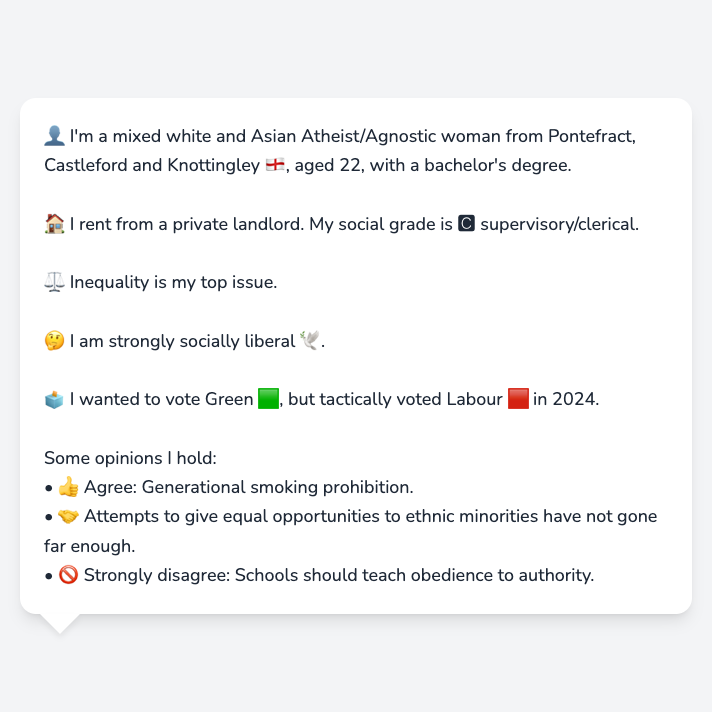 👤 I'm a mixed white and Asian Atheist/Agnostic woman from Pontefract,
Castleford and Knottingley 🏴󠁧󠁢󠁥󠁮󠁧󠁿, aged 22, with a bachelor's degree.
🏠 I rent from a private landlord. My social grade is 🅲 supervisory/clerical.
⚖️ Inequality is my top issue.
🤔 I am strongly socially liberal 🕊️.
🗳️ I wanted to vote Green 🟩, but tactically voted Labour 🟥 in 2024.
Some opinions I hold:
• 👍 Agree: Generational smoking prohibition.
• 🤝 Attempts to give equal opportunities to ethnic minorities have not gone
far enough.
• 🚫 Strongly disagree: Schools should teach obedience to authority.